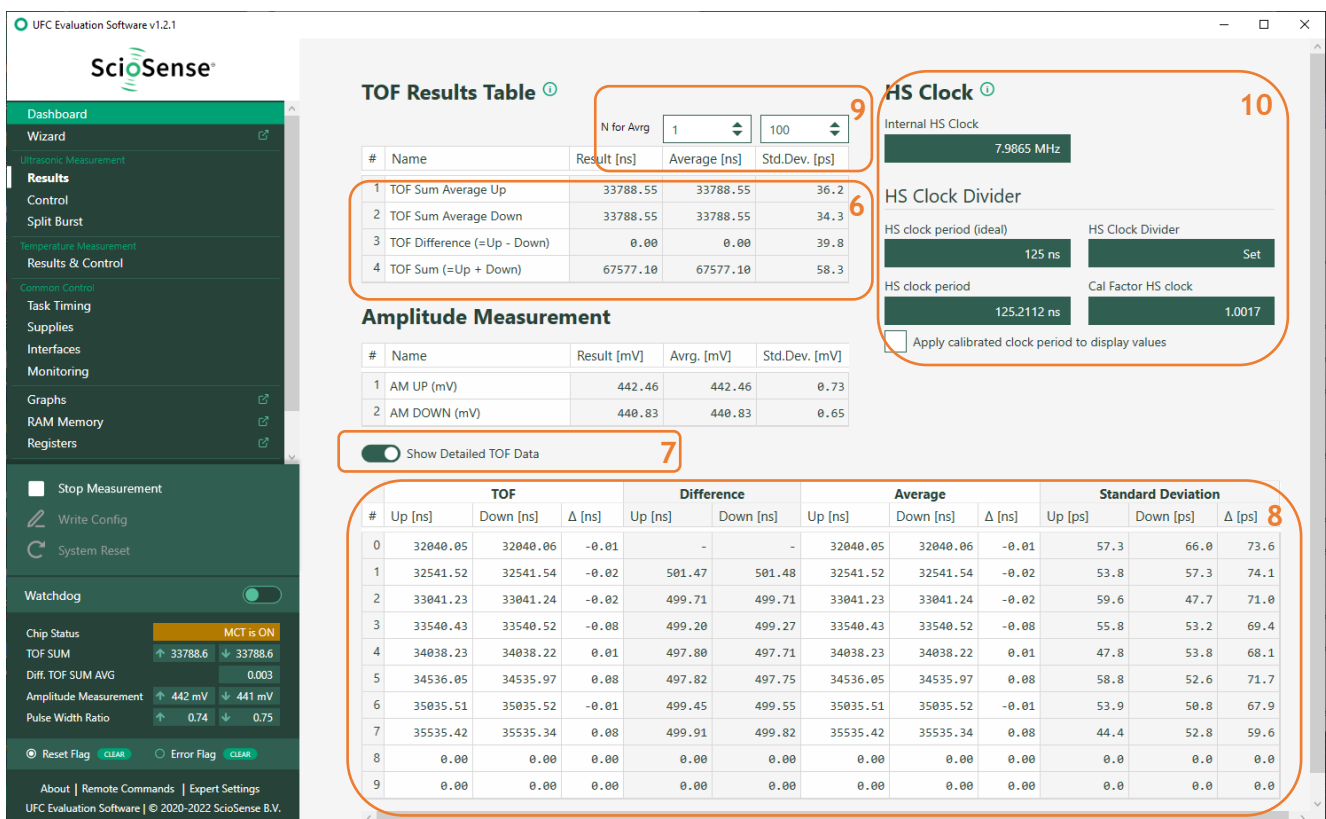 UFC Evaluation Software v1.2.1
ScioSense
Dashboard
Wizard
Ultrasonic Measurement
Results
Control
Split Burst
Temperature Measurement
Results & Control
Common Control
Task Timing
Supplies
Interfaces
Monitoring
Graphs
RAM Memory
Registers
Stop Measurement
Write Config
System Reset
Watchdog
Chip Status MCT is ON
TOF SUM ↑ 33788.6 ↓ 33788.6
Diff. TOF SUM AVG 0.003
Amplitude Measurement ↑ 442 mV ↓ 441 mV
Pulse Width Ratio ↑ 0.74 ↓ 0.75
Reset Flag CLEAR Error Flag CLEAR
About | Remote Commands | Expert Settings
UFC Evaluation Software | © 2020-2022 ScioSense B.V.
TOF Results Table
9
N for Avrg 1 100
# Name Result [ns] Average [ns] Std.Dev. [ps]
1 TOF Sum Average Up 33788.55 33788.55 36.2
6
2 TOF Sum Average Down 33788.55 33788.55 34.3
3 TOF Difference (=Up - Down) 0.00 0.00 39.8
4 TOF Sum (=Up + Down) 67577.10 67577.10 58.3
Amplitude Measurement
# Name Result [mV] Avrg. [mV] Std.Dev. [mV]
1 AM UP (mV) 442.46 442.46 0.73
2 AM DOWN (mV) 440.83 440.83 0.65
HS Clock
10
Internal HS Clock
7.9865 MHz
HS Clock Divider
HS clock period (ideal) HS Clock Divider
125 ns Set
HS clock period Cal Factor HS clock
125.2112 ns 1.0017
Apply calibrated clock period to display values
Show Detailed TOF Data 7
TOF Difference Average Standard Deviation
# Up [ns] Down [ns] Δ [ns] Up [ns] Down [ns] Up [ns] Down [ns] Δ [ns] Up [ps] Down [ps] Δ [ps] 8
0 32040.05 32040.06 -0.01 - - 32040.05 32040.06 -0.01 57.3 66.0 73.6
1 32541.52 32541.54 -0.02 501.47 501.48 32541.52 32541.54 -0.02 53.8 57.3 74.1
2 33041.23 33041.24 -0.02 499.71 499.71 33041.23 33041.24 -0.02 59.6 47.7 71.0
3 33540.43 33540.52 -0.08 499.20 499.27 33540.43 33540.52 -0.08 55.8 53.2 69.4
4 34038.23 34038.22 0.01 497.80 497.71 34038.23 34038.22 0.01 47.8 53.8 68.1
5 34536.05 34535.97 0.08 497.82 497.75 34536.05 34535.97 0.08 58.8 52.6 71.7
6 35035.51 35035.52 -0.01 499.45 499.55 35035.51 35035.52 -0.01 53.9 50.8 67.9
7 35535.42 35535.34 0.08 499.91 499.82 35535.42 35535.34 0.08 44.4 52.8 59.6
8 0.00 0.00 0.00 0.00 0.00 0.00 0.00 0.00 0.0 0.0 0.0
9 0.00 0.00 0.00 0.00 0.00 0.00 0.00 0.00 0.0 0.0 0.0